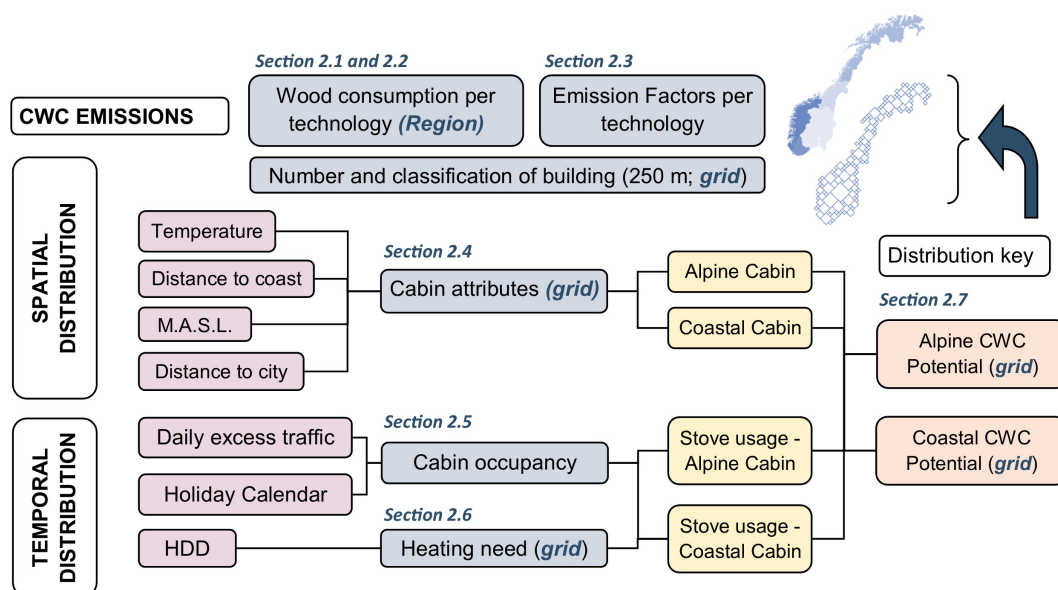 Section 2.1 and 2.2
Section 2.3
CWC EMISSIONS
Wood consumption per
technology (Region)
Emission Factors per
technology
Number and classification of building (250 m; grid)
SPATIAL
DISTRIBUTION
Temperature
Distance to coast
M.A.S.L.
Distance to city
Section 2.4
Cabin attributes (grid)
Alpine Cabin
Coastal Cabin
Distribution key
Section 2.7
Alpine CWC
Potential (grid)
TEMPORAL
DISTRIBUTION
Daily excess traffic
Holiday Calendar
HDD
Section 2.5
Cabin occupancy
Section 2.6
Heating need (grid)
Stove usage -
Alpine Cabin
Stove usage -
Coastal Cabin
Coastal CWC
Potential (grid)